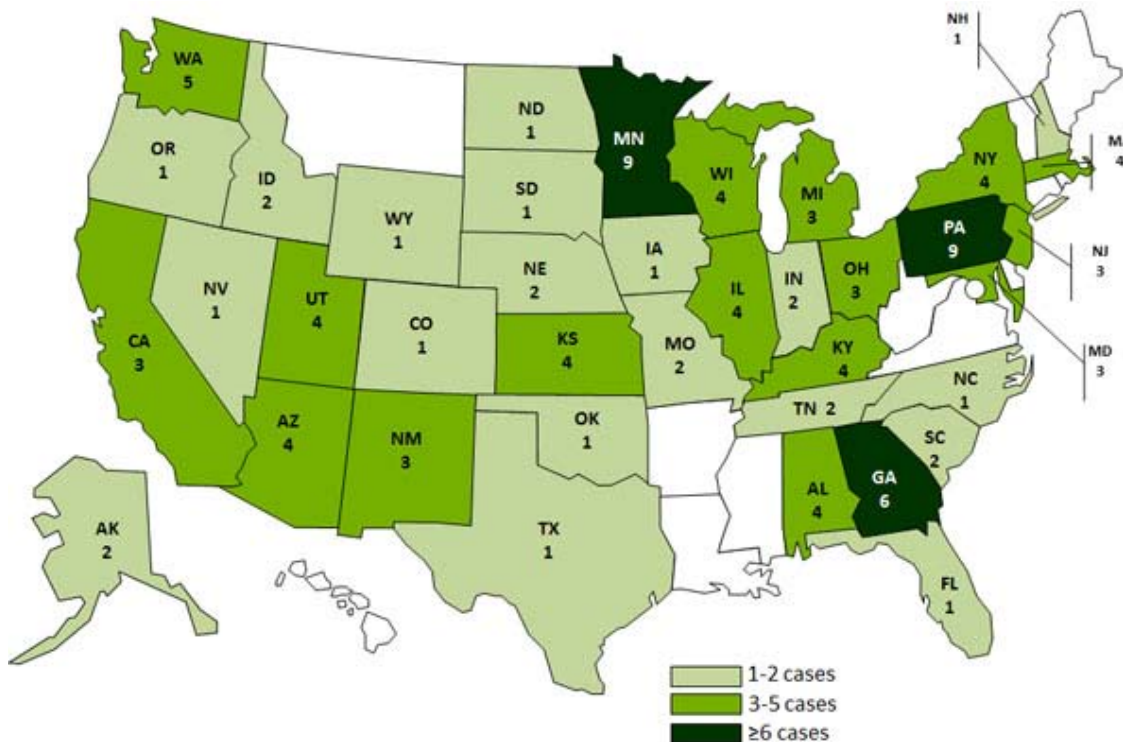 NH
1
WA
5
ND
1
MN
9
OR
1
ID
2
SD
1
WI
4
MI
3
NY
4
MA
4
WY
1
PA
9
IA
1
NE
2
NJ
3
NV
1
UT
4
CO
1
IL
4
IN
2
OH
3
CA
3
KS
4
MO
2
KY
4
MD
3
NC
1
TN 2
AZ
4
NM
3
OK
1
SC
2
GA
6
AL
4
AK
2
TX
1
FL
1
1-2 cases
3-5 cases
≥6 cases